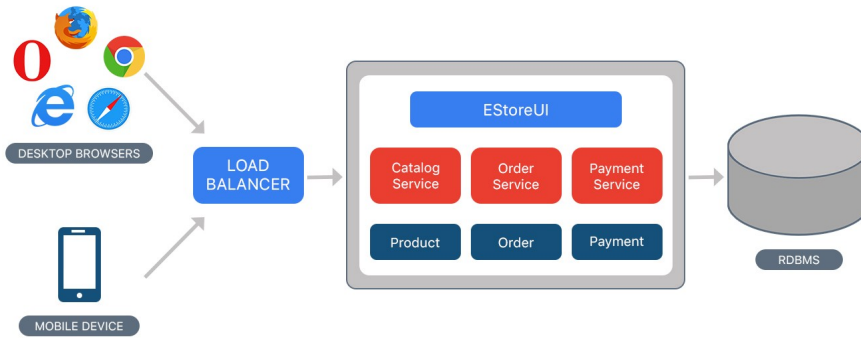 DESKTOP BROWSERS
LOAD
BALANCER
MOBILE DEVICE
EStoreUI
Catalog
Service
Order
Service
Payment
Service
Product
Order
Payment
RDBMS